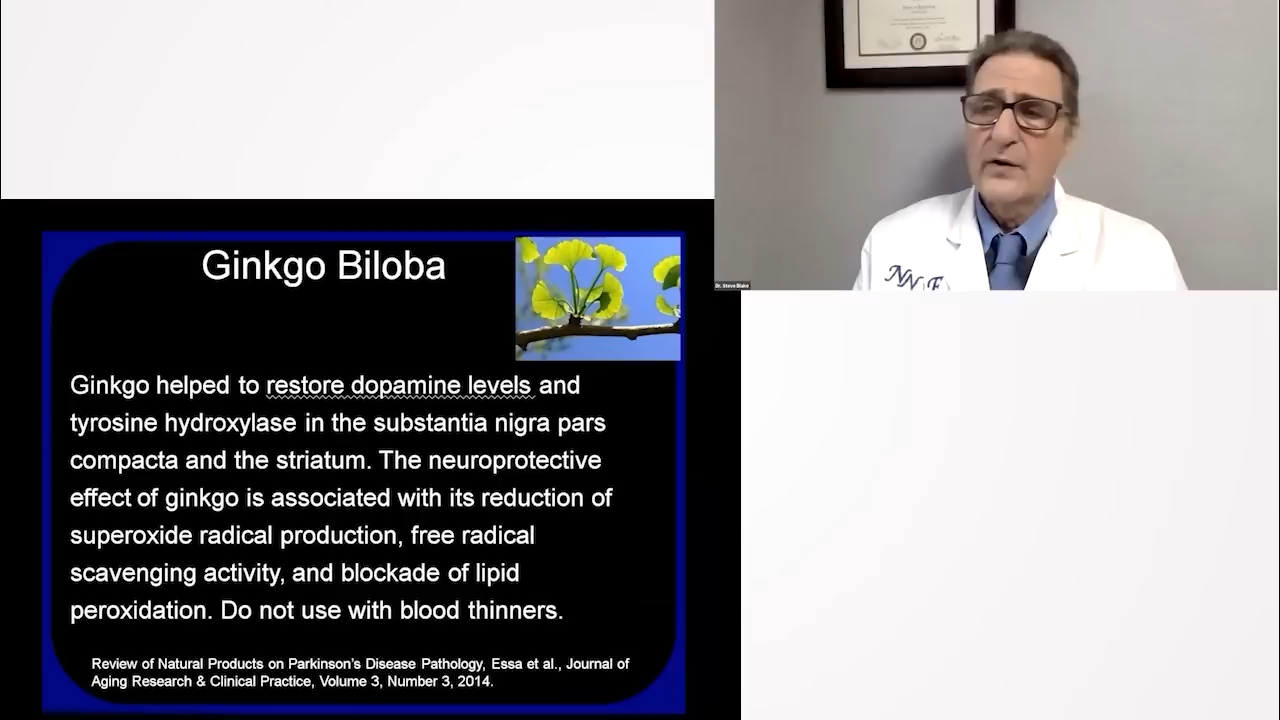 Ginkgo Biloba
Ginkgo helped to restore dopamine levels and
tyrosine hydroxylase in the substantia nigra pars
compacta and the striatum. The neuroprotective
effect of ginkgo is associated with its reduction of
superoxide radical production, free radical
scavenging activity, and blockade of lipid
peroxidation. Do not use with blood thinners.
Review of Natural Products on Parkinson's Disease Pathology, Essa et al., Journal of
Aging Research & Clinical Practice, Volume 3, Number 3, 2014.
Dr. Steve Blake